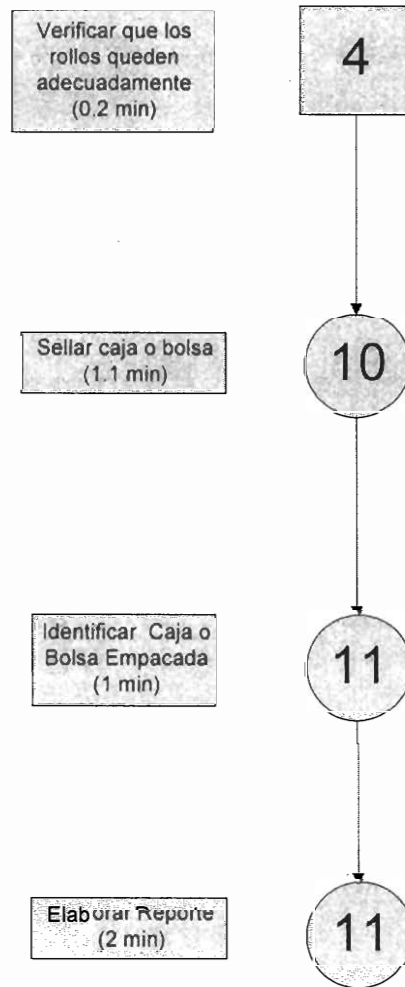 Verificar que los
rollos queden
adecuadamente
(0.2 min)
4
Sellar caja o bolsa
(1.1 min)
10
Identificar Caja o
Bolsa Empacada
(1 min)
11
Elaborar Reporte
(2 min)
11